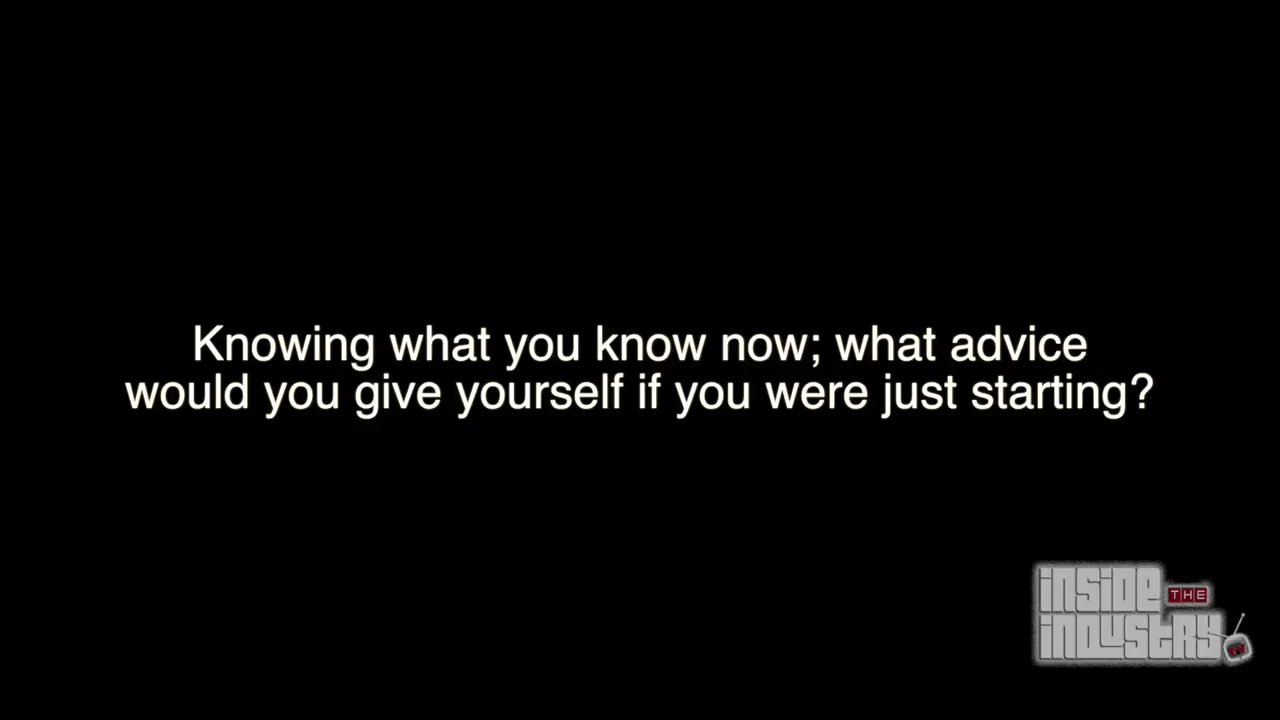 Knowing what you know now; what advice
would you give yourself if you were just starting?
INSIDE THE
INDUSTRY TV